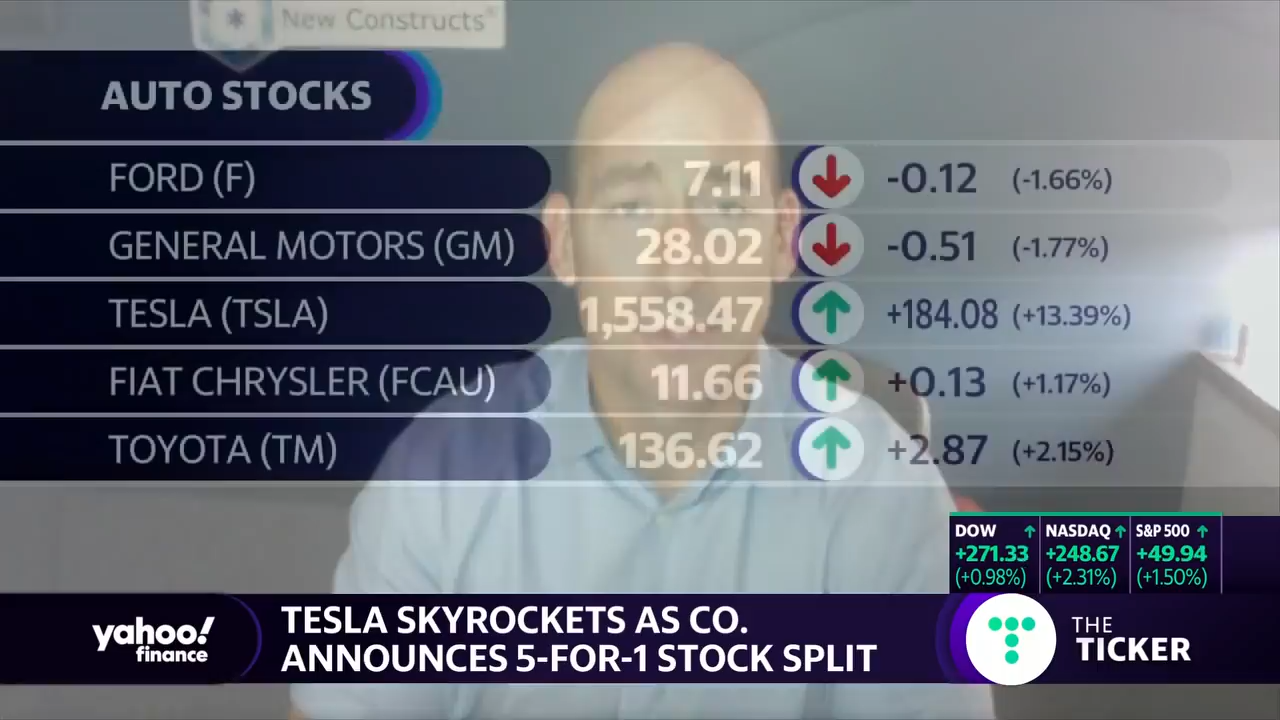 New Constructs®
AUTO STOCKS
FORD (F) 7.11 -0.12 (-1.66%)
GENERAL MOTORS (GM) 28.02 -0.51 (-1.77%)
TESLA (TSLA) 1,558.47 +184.08 (+13.39%)
FIAT CHRYSLER (FCAU) 11.66 +0.13 (+1.17%)
TOYOTA (TM) 136.62 +2.87 (+2.15%)
DOW NASDAQ S&P 500
+271.33 +248.67 +49.94
(+0.98%) (+2.31%) (+1.50%)
yahoo!
finance
TESLA SKYROCKETS AS CO.
ANNOUNCES 5-FOR-1 STOCK SPLIT
THE
TICKER